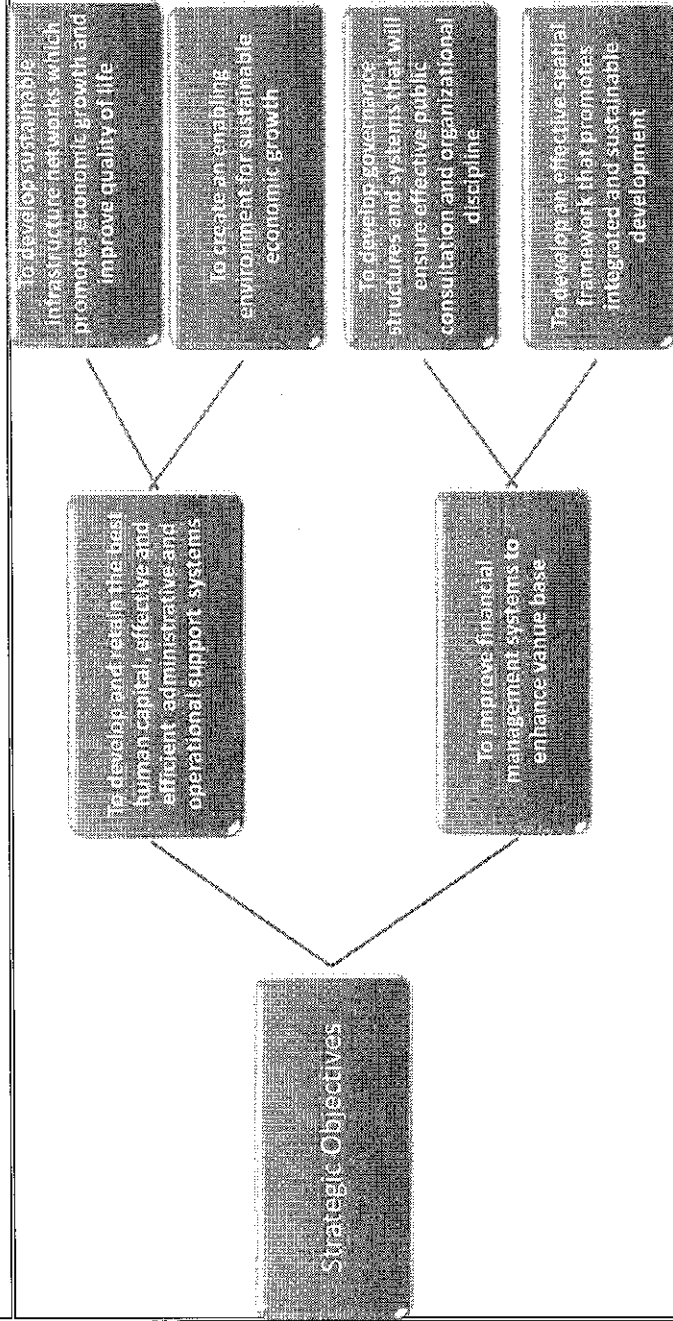 Strategic Objectives
To develop and retain the best
human capital, effective and
efficient administrative and
operational support systems
To improve financial
management systems to
enhance vanue base
To develop sustainable
infrastructure networks which
promotes economic growth and
improve quality of life
To create an enabling
environment for sustainable
economic growth
To develop governance
structures and systems that will
ensure effective public
consultation and organizational
discipline
To develop an effective spatial
framework that promotes
integrated and sustainable
development